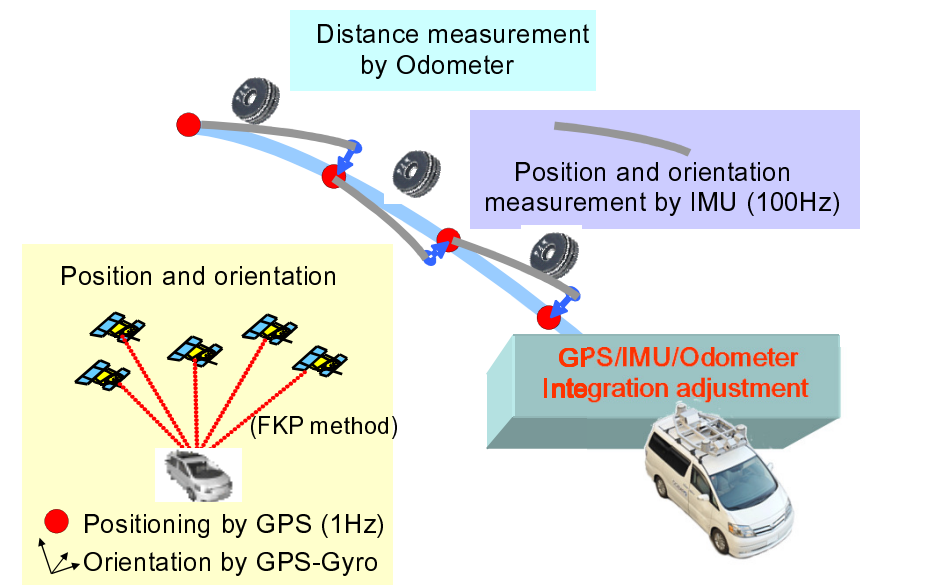 Distance measurement
by Odometer
Position and orientation
measurement by IMU (100Hz)
Position and orientation
(FKP method)
Positioning by GPS (1Hz)
Orientation by GPS-Gyro
GPS/IMU/Odometer
Integration adjustment